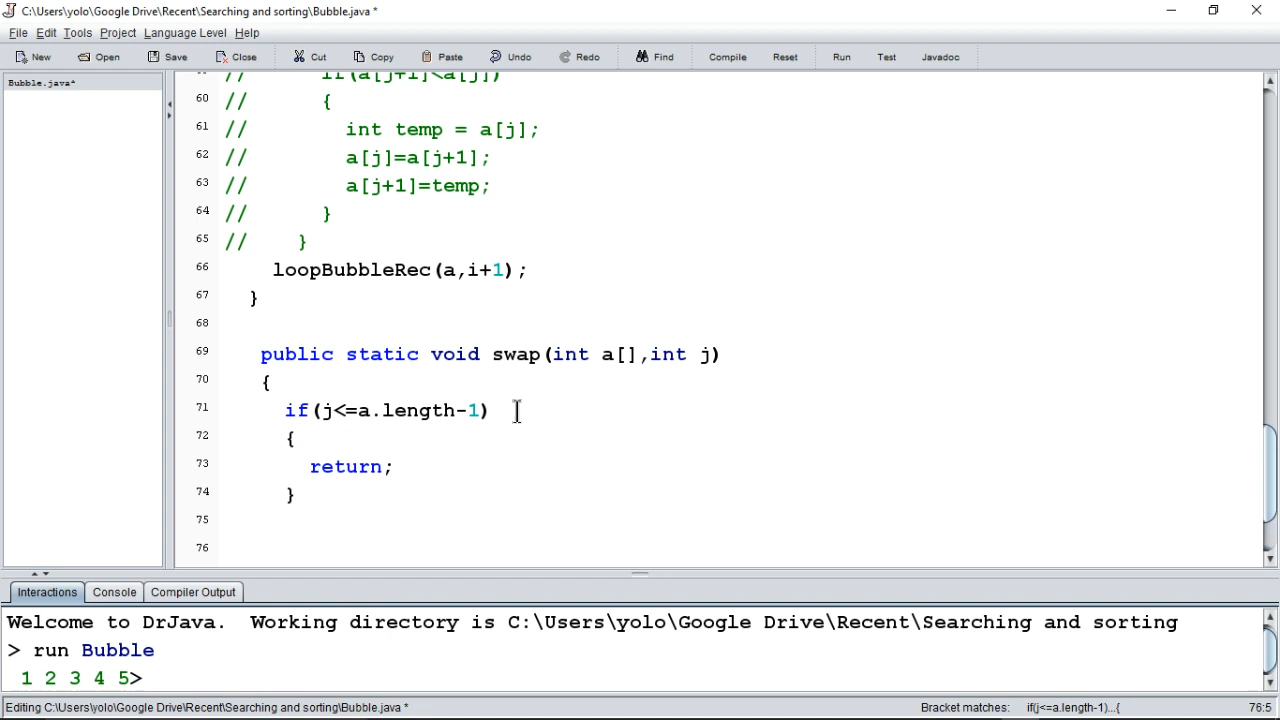 C:\Users\yolo\Google Drive\Recent\Searching and sorting\Bubble.java *
File Edit Tools Project Language Level Help
New Open Save Close Cut Copy Paste Undo Redo Find Compile Reset Run Test Javadoc
Bubble.java*
// if(a[j+1]<a[j])
60 // {
61 // int temp = a[j];
62 // a[j]=a[j+1];
63 // a[j+1]=temp;
64 // }
65 // }
66 loopBubbleRec(a,i+1);
67 }
68
69 public static void swap(int a[],int j)
70 {
71 if(j<=a.length-1)
72 {
73 return;
74 }
75
76
Interactions Console Compiler Output
Welcome to DrJava. Working directory is C:\Users\yolo\Google Drive\Recent\Searching and sorting
> run Bubble
1 2 3 4 5>
Editing C:\Users\yolo\Google Drive\Recent\Searching and sorting\Bubble.java * Bracket matches: if(j<=a.length-1)...{ 76:5